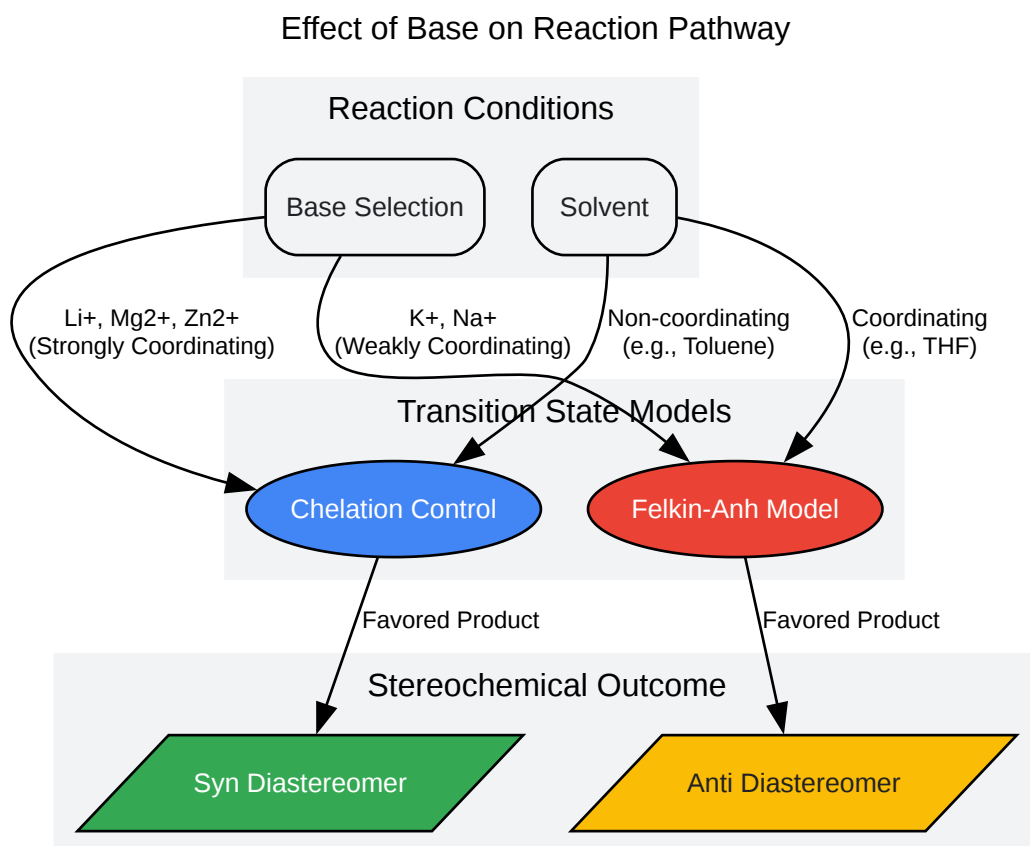 Effect of Base on Reaction Pathway
Reaction Conditions
Base Selection
Solvent
Li+, Mg2+, Zn2+
(Strongly Coordinating)
K+, Na+
(Weakly Coordinating)
Non-coordinating
(e.g., Toluene)
Coordinating
(e.g., THF)
Transition State Models
Chelation Control
Felkin-Anh Model
Favored Product
Favored Product
Stereochemical Outcome
Syn Diastereomer
Anti Diastereomer